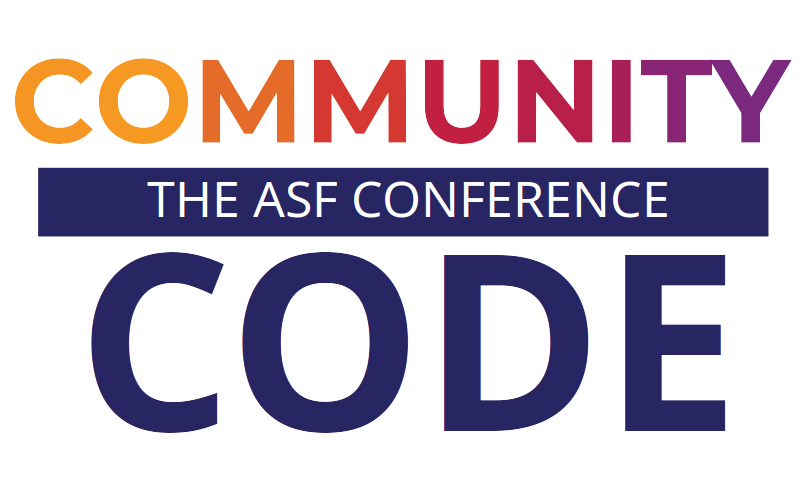 COMMUNITY
THE ASF CONFERENCE
CODE